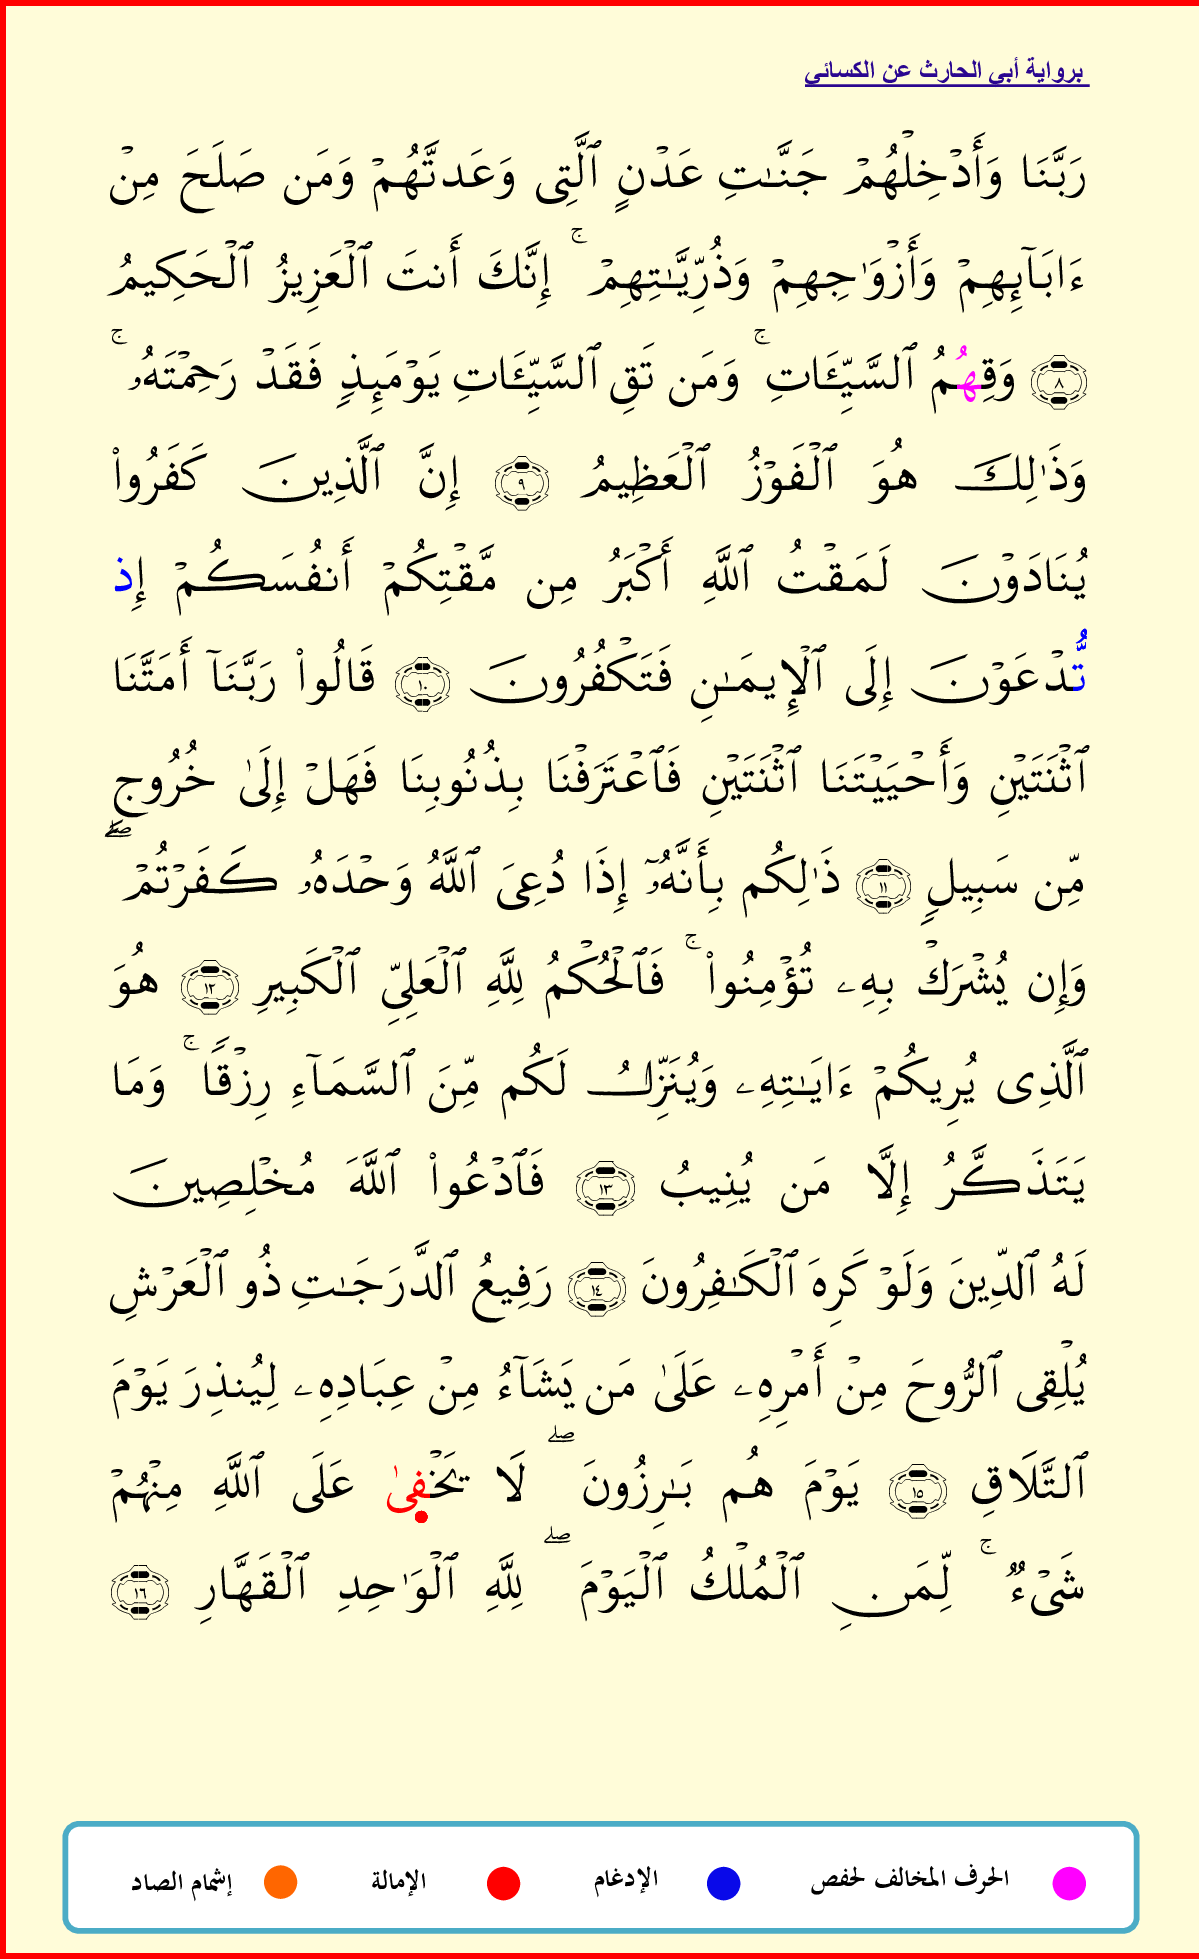 برواية أبي الحارث عن الكسائي
رَبَّنَا وَأَدۡخِلۡهُمۡ جَنَّـٰتِ عَدۡنٍ ٱلَّتِى وَعَدتَّهُمۡ وَمَن صَلَحَ مِنۡ
ءَابَآئِهِمۡ وَأَزۡوَٰجِهِمۡ وَذُرِّيَّـٰتِهِمۡ ۚ إِنَّكَ أَنتَ ٱلۡعَزِيزُ ٱلۡحَكِيمُ
٨ وَقِهُمُ ٱلسَّيِّـَٔاتِ ۚ وَمَن تَقِ ٱلسَّيِّـَٔاتِ يَوۡمَئِذٍ فَقَدۡ رَحِمۡتَهُۥ ۚ
وَذَٰلِكَ هُوَ ٱلۡفَوۡزُ ٱلۡعَظِيمُ ٩ إِنَّ ٱلَّذِينَ كَفَرُوا۟
يُنَادَوۡنَ لَمَقۡتُ ٱللَّهِ أَكۡبَرُ مِن مَّقۡتِكُمۡ أَنفُسَكُمۡ إِذ
تُّدۡعَوۡنَ إِلَى ٱلۡإِيمَـٰنِ فَتَكۡفُرُونَ ١٠ قَالُوا۟ رَبَّنَآ أَمَتَّنَا
ٱثۡنَتَيۡنِ وَأَحۡيَيۡتَنَا ٱثۡنَتَيۡنِ فَٱعۡتَرَفۡنَا بِذُنُوبِنَا فَهَلۡ إِلَىٰ خُرُوجٍ
مِّن سَبِيلٍ ١١ ذَٰلِكُم بِأَنَّهُۥٓ إِذَا دُعِىَ ٱللَّهُ وَحۡدَهُۥ كَفَرۡتُمۡ ۖ
وَإِن يُشۡرَكۡ بِهِۦ تُؤۡمِنُوا۟ ۚ فَٱلۡحُكۡمُ لِلَّهِ ٱلۡعَلِىِّ ٱلۡكَبِيرِ ١٢ هُوَ
ٱلَّذِى يُرِيكُمۡ ءَايَـٰتِهِۦ وَيُنَزِّلُ لَكُم مِّنَ ٱلسَّمَآءِ رِزۡقًا ۚ وَمَا
يَتَذَكَّرُ إِلَّا مَن يُنِيبُ ١٣ فَٱدۡعُوا۟ ٱللَّهَ مُخۡلِصِينَ
لَهُ ٱلدِّينَ وَلَوۡ كَرِهَ ٱلۡكَـٰفِرُونَ ١٤ رَفِيعُ ٱلدَّرَجَـٰتِ ذُو ٱلۡعَرۡشِ
يُلۡقِى ٱلرُّوحَ مِنۡ أَمۡرِهِۦ عَلَىٰ مَن يَشَآءُ مِنۡ عِبَادِهِۦ لِيُنذِرَ يَوۡمَ
ٱلتَّلَاقِ ١٥ يَوۡمَ هُم بَـٰرِزُونَ ۖ لَا يَخۡفِىٰ عَلَى ٱللَّهِ مِنۡهُمۡ
شَىۡءٌ ۚ لِّمَنِ ٱلۡمُلۡكُ ٱلۡيَوۡمَ ۖ لِلَّهِ ٱلۡوَٰحِدِ ٱلۡقَهَّارِ ١٦
الحرف المخالف لحفص الإدغام الإمالة إشمام الصاد